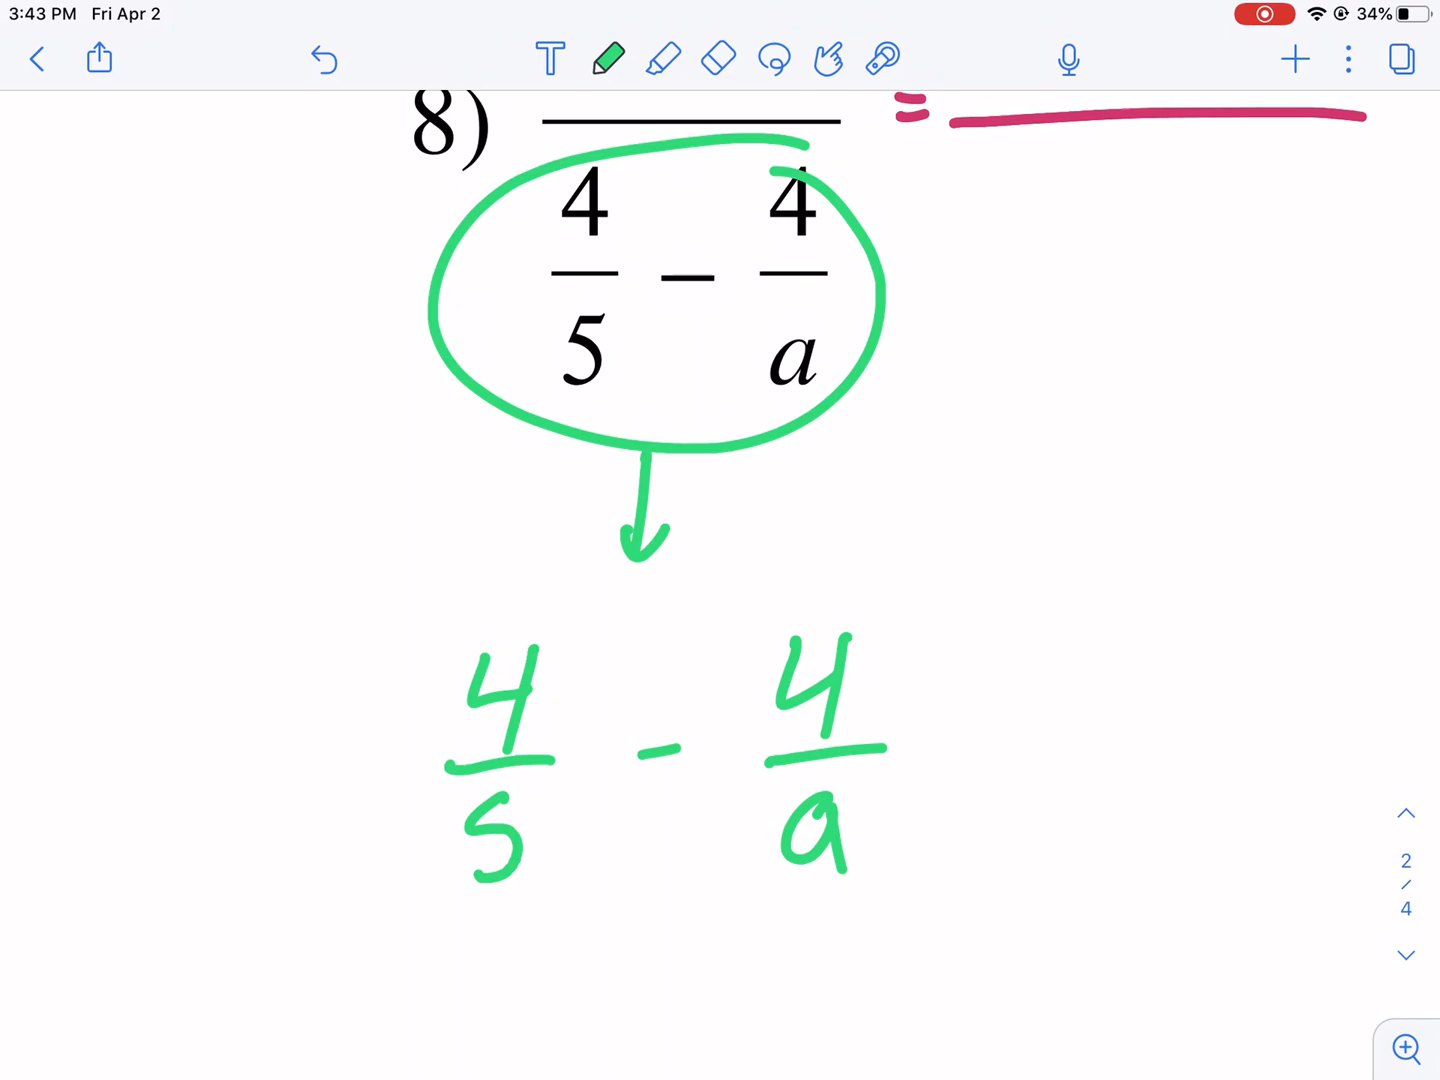 3:43 PM Fri Apr 2 34%
T
8) =
4/5 − 4/a
4/5 - 4/a
2
/
4